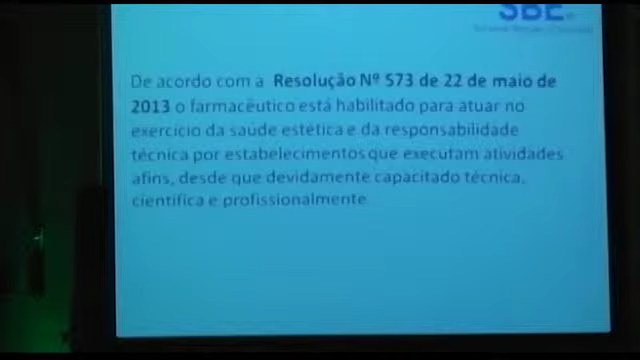 SBE
De acordo com a Resolução Nº 573 de 22 de maio de
2013 o farmacêutico está habilitado para atuar no
exercício da saúde estética e da responsabilidade
técnica por estabelecimentos que executam atividades
afins, desde que devidamente capacitado técnica,
científica e profissionalmente